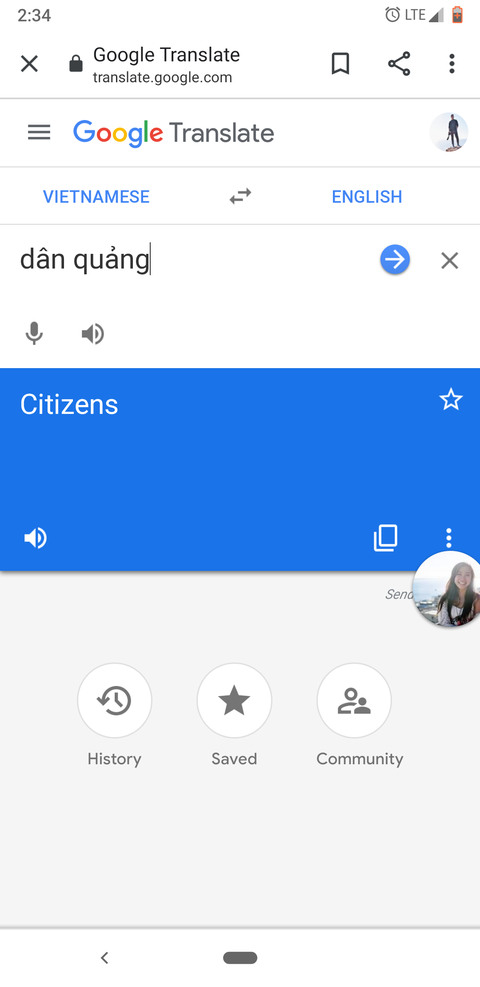 2:34
LTE
Google Translate
translate.google.com
Google Translate
VIETNAMESE
ENGLISH
dân quảng
Citizens
Send
History
Saved
Community